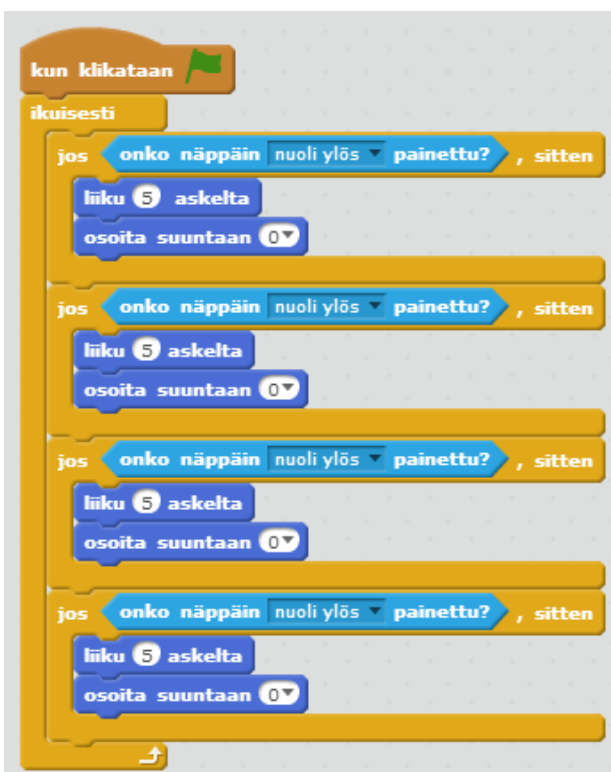 kun klikataan
ikuisesti
jos onko näppäin nuoli ylös painettu? , sitten
liiku 5 askelta
osoita suuntaan 0
jos onko näppäin nuoli ylös painettu? , sitten
liiku 5 askelta
osoita suuntaan 0
jos onko näppäin nuoli ylös painettu? , sitten
liiku 5 askelta
osoita suuntaan 0
jos onko näppäin nuoli ylös painettu? , sitten
liiku 5 askelta
osoita suuntaan 0